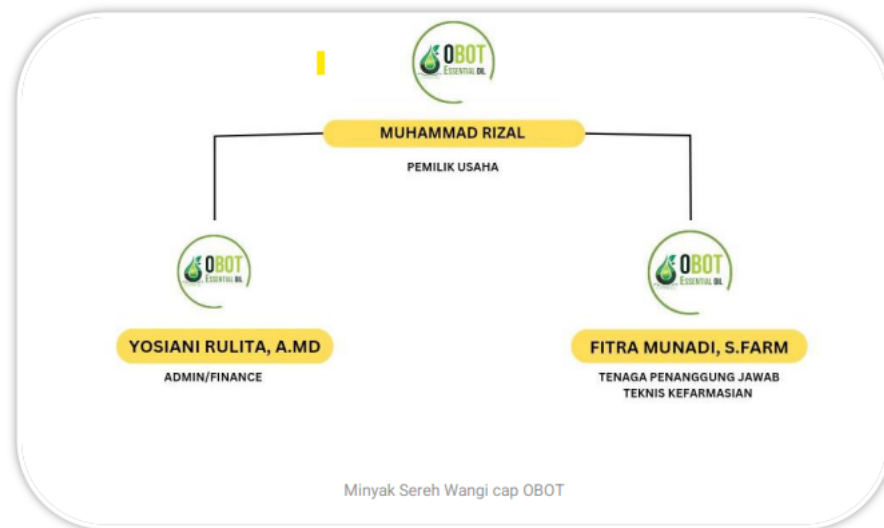 OBOT
ESSENTIAL OIL
MUHAMMAD RIZAL
PEMILIK USAHA
OBOT
ESSENTIAL OIL
OBOT
ESSENTIAL OIL
YOSIANI RULITA, A.MD
FITRA MUNADI, S.FARM
ADMIN/FINANCE
TENAGA PENANGGUNG JAWAB
TEKNIS KEFARMASIAN
Minyak Sereh Wangi cap OBOT